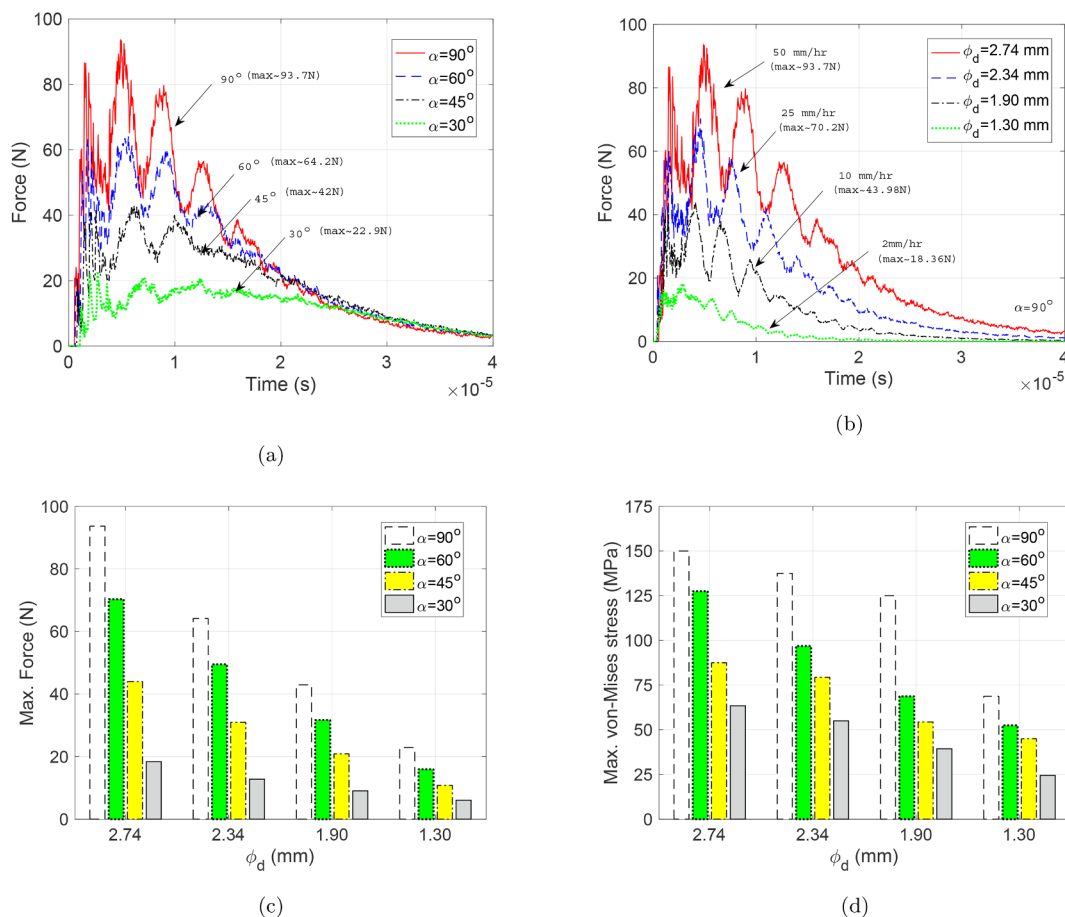 100
80
60
40
20
0
Force (N)
0
1
2
3
4
Time (s)
×10⁻⁵
α=90°
α=60°
α=45°
α=30°
90° (max~93.7N)
60° (max~64.2N)
45° (max~42N)
30° (max~22.9N)
(a)
100
80
60
40
20
0
Force (N)
0
1
2
3
4
Time (s)
×10⁻⁵
ϕd=2.74 mm
ϕd=2.34 mm
ϕd=1.90 mm
ϕd=1.30 mm
50 mm/hr
(max~93.7N)
25 mm/hr
(max~70.2N)
10 mm/hr
(max~43.98N)
2mm/hr
(max~18.36N)
α=90°
(b)
100
80
60
40
20
0
Max. Force (N)
2.74
2.34
1.90
1.30
ϕd (mm)
α=90°
α=60°
α=45°
α=30°
(c)
175
150
125
100
75
50
25
0
Max. von-Mises stress (MPa)
2.74
2.34
1.90
1.30
ϕd (mm)
α=90°
α=60°
α=45°
α=30°
(d)